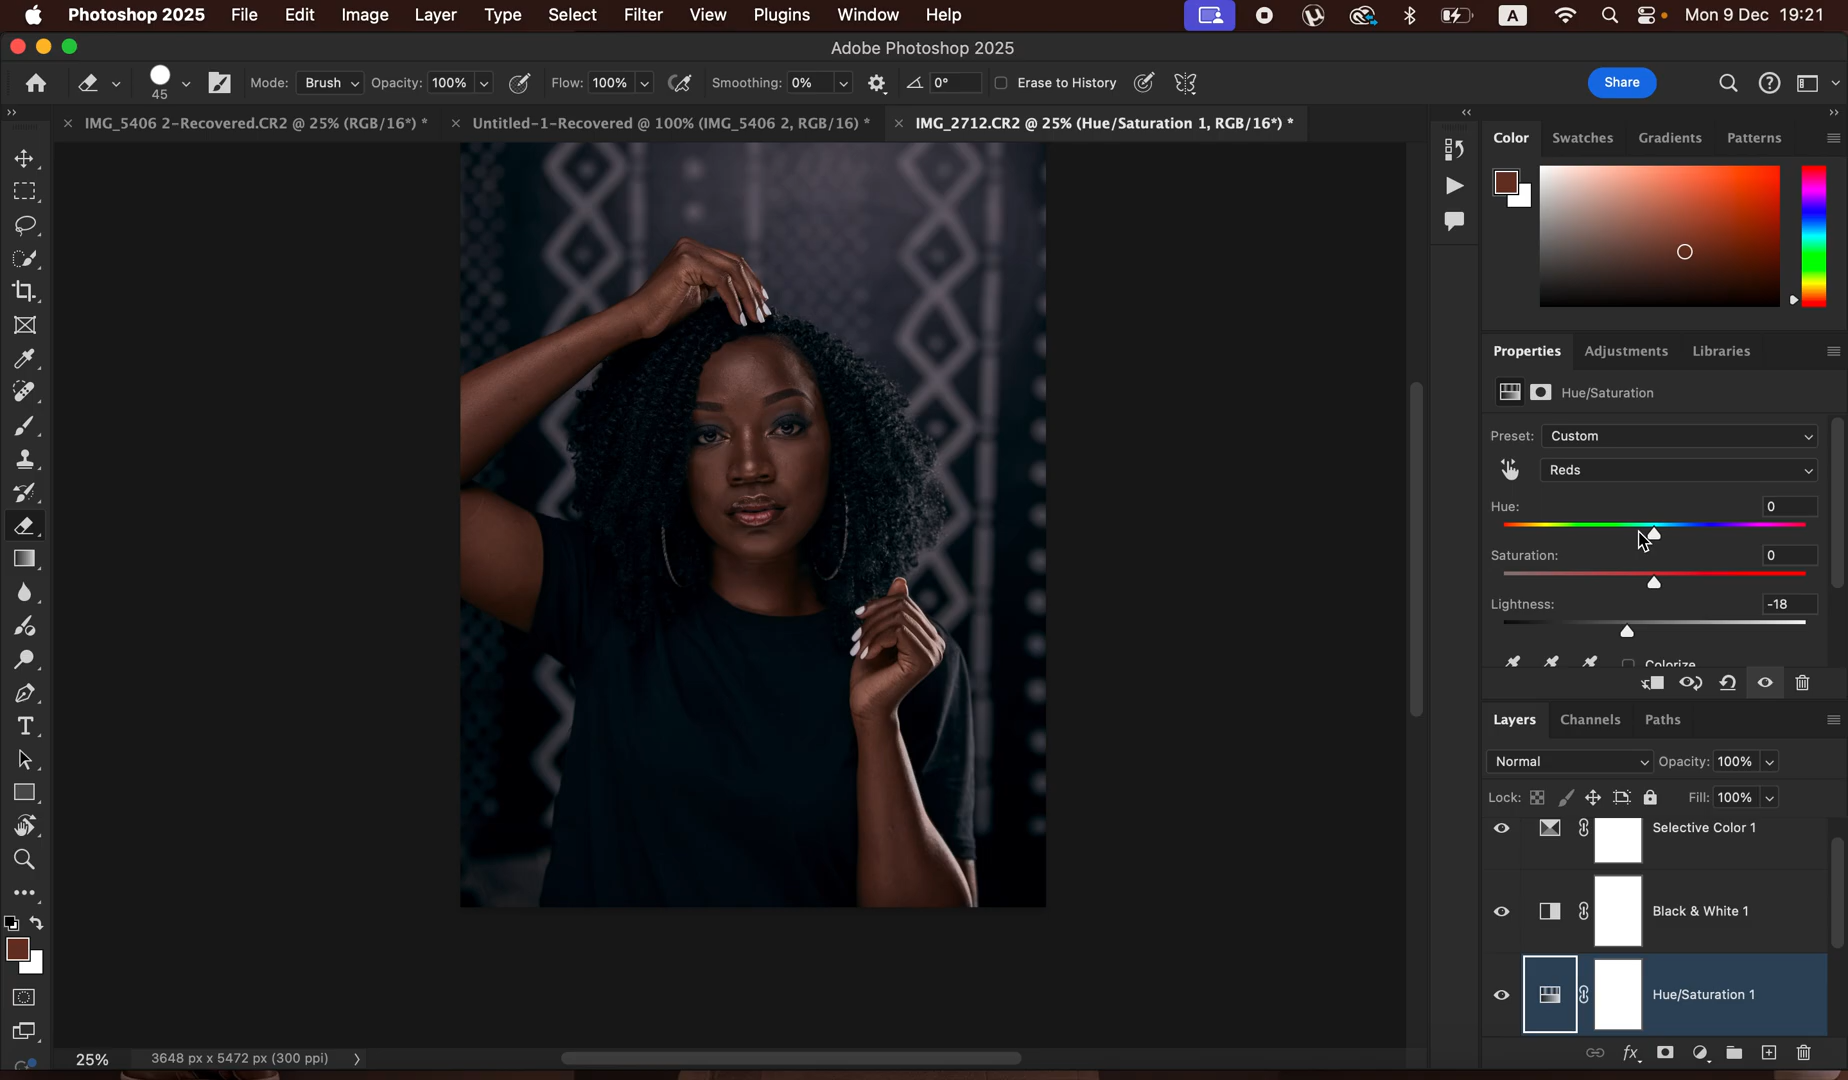 Photoshop 2025 File Edit Image Layer Type Select Filter View Plugins Window Help A Mon 9 Dec 19:21
Adobe Photoshop 2025
45 Mode: Brush Opacity: 100% Flow: 100% Smoothing: 0% 0° Erase to History Share
IMG_5406 2-Recovered.CR2 @ 25% (RGB/16*) * Untitled-1-Recovered @ 100% (IMG_5406 2, RGB/16) * IMG_2712.CR2 @ 25% (Hue/Saturation 1, RGB/16*) *
Color Swatches Gradients Patterns
Properties Adjustments Libraries
Hue/Saturation
Preset: Custom
Reds
Hue: 0
Saturation: 0
Lightness: -18
Colorize
Layers Channels Paths
Normal Opacity: 100%
Lock: Fill: 100%
Selective Color 1
Black & White 1
Hue/Saturation 1
25% 3648 px x 5472 px (300 ppi)